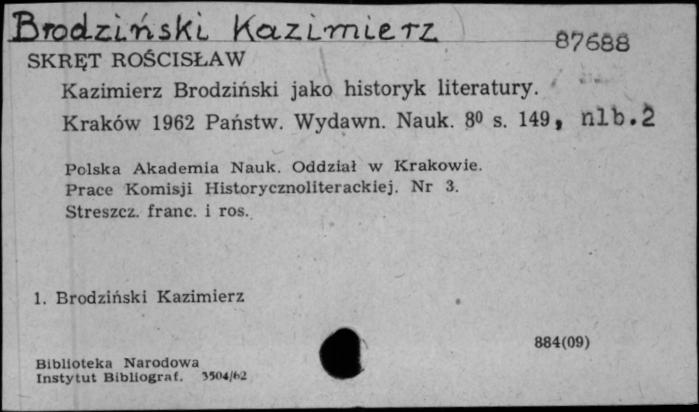 Brodziński Kazimierz
87688
SKRĘT ROŚCISŁAW
Kazimierz Brodziński jako historyk literatury.
Kraków 1962 Państw. Wydawn. Nauk. 8⁰ s. 149, nlb.2
Polska Akademia Nauk. Oddział w Krakowie.
Prace Komisji Historycznoliterackiej. Nr 3.
Streszcz. franc. i ros.
1. Brodziński Kazimierz
884(09)
Biblioteka Narodowa
Instytut Bibliograf. 3504/62